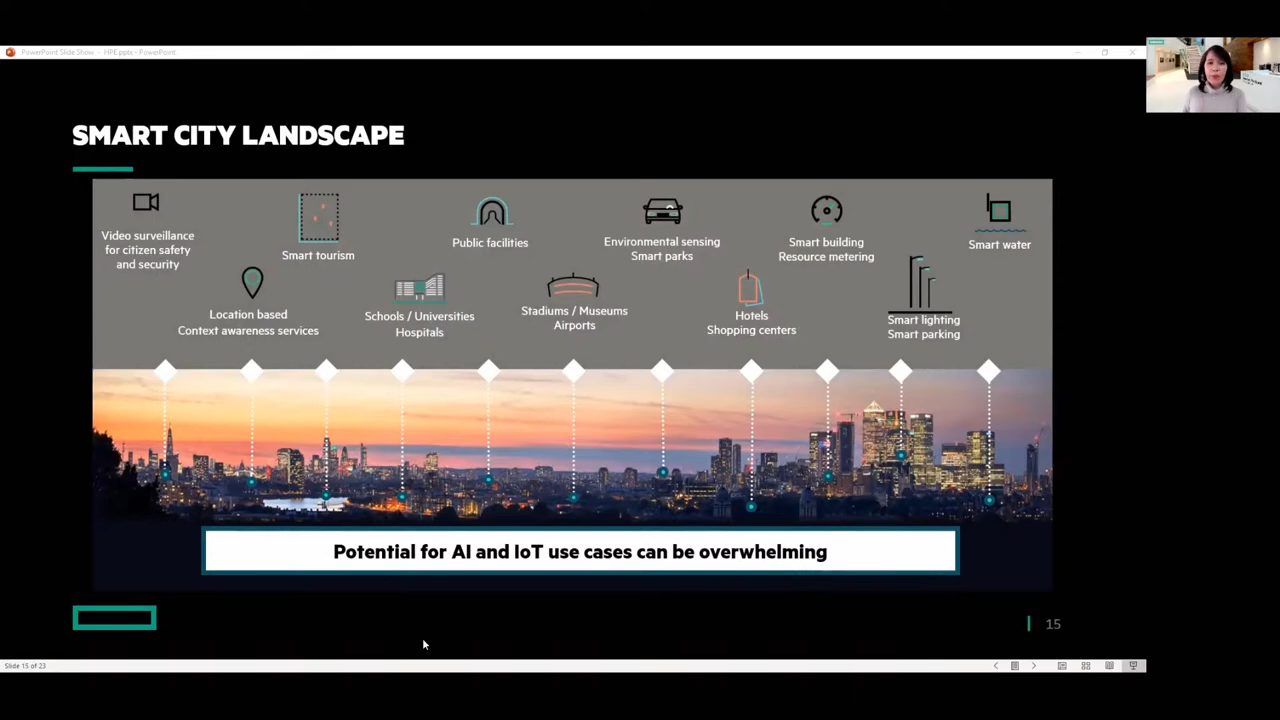 PowerPoint Slide Show - HPE.pptx - PowerPoint
SMART CITY LANDSCAPE
Video surveillance
for citizen safety
and security
Smart tourism
Public facilities
Environmental sensing
Smart parks
Smart building
Resource metering
Smart water
Location based
Context awareness services
Schools / Universities
Hospitals
Stadiums / Museums
Airports
Hotels
Shopping centers
Smart lighting
Smart parking
Potential for AI and IoT use cases can be overwhelming
15
Slide 15 of 23